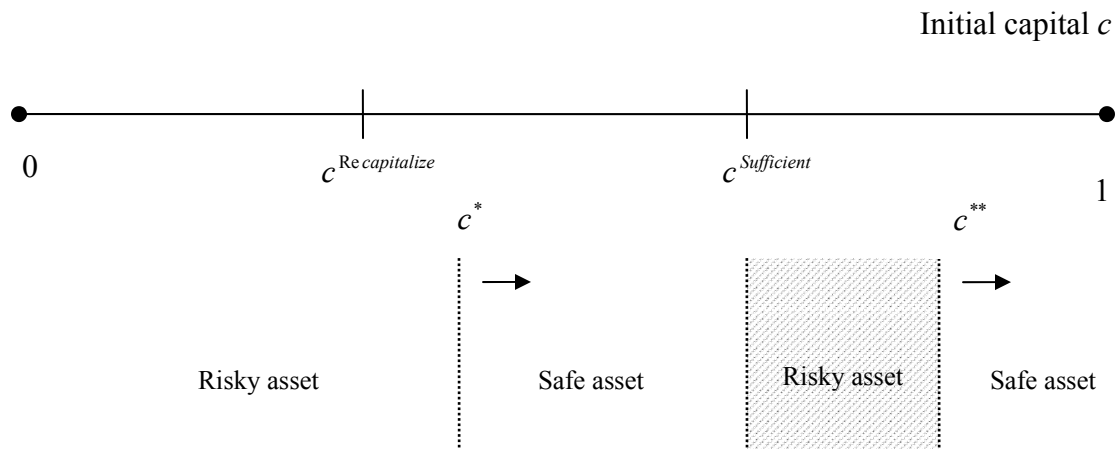 Initial capital c
0
c^Recapitalize
c^Sufficient
1
c^*
c^**
Risky asset
Safe asset
Risky asset
Safe asset